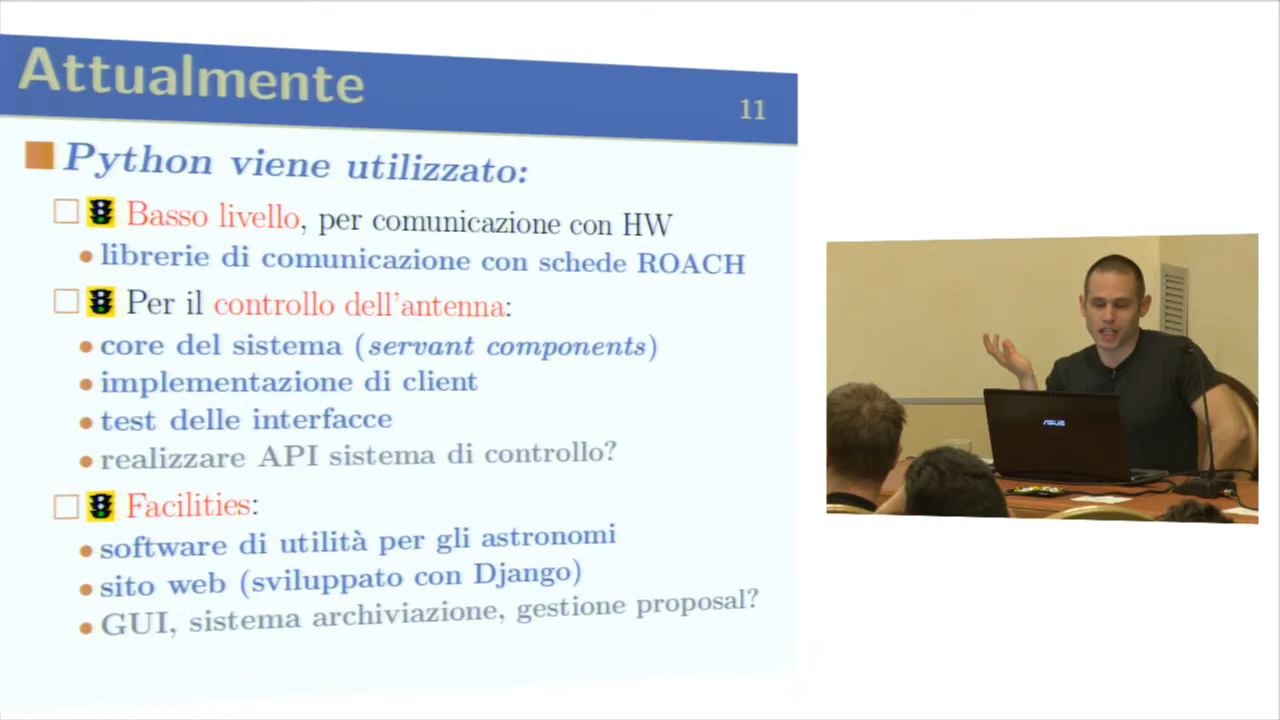 Attualmente
11
Python viene utilizzato:
Basso livello, per comunicazione con HW
librerie di comunicazione con schede ROACH
Per il controllo dell'antenna:
core del sistema (servant components)
implementazione di client
test delle interfacce
realizzare API sistema di controllo?
Facilities:
software di utilità per gli astronomi
sito web (sviluppato con Django)
GUI, sistema archiviazione, gestione proposal?
ASUS